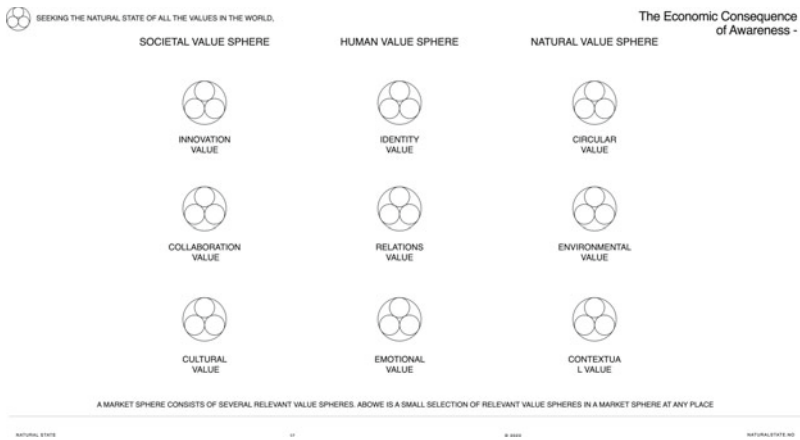 SEEKING THE NATURAL STATE OF ALL THE VALUES IN THE WORLD,
The Economic Consequence
of Awareness -
SOCIETAL VALUE SPHERE
HUMAN VALUE SPHERE
NATURAL VALUE SPHERE
INNOVATION
VALUE
IDENTITY
VALUE
CIRCULAR
VALUE
COLLABORATION
VALUE
RELATIONS
VALUE
ENVIRONMENTAL
VALUE
CULTURAL
VALUE
EMOTIONAL
VALUE
CONTEXTUA
L VALUE
A MARKET SPHERE CONSISTS OF SEVERAL RELEVANT VALUE SPHERES. ABOWE IS A SMALL SELECTION OF RELEVANT VALUE SPHERES IN A MARKET SPHERE AT ANY PLACE
NATURAL STATE
17
NATURALSTATE.NO